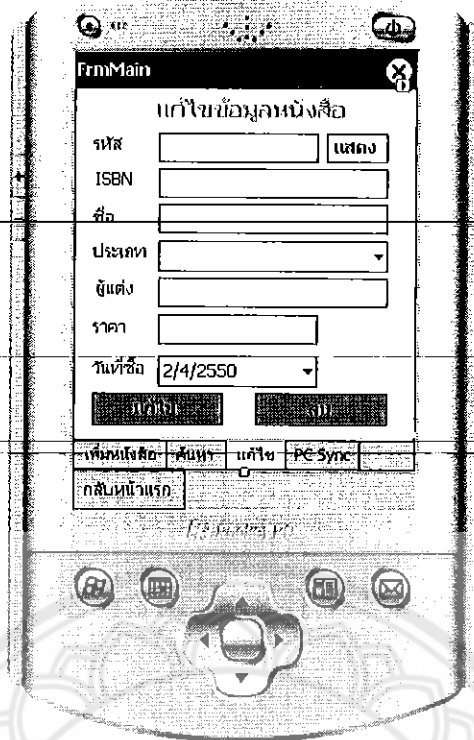 FrmMain
แก้ไขข้อมูลหนังสือ
รหัส แสดง
ISBN
ชื่อ
ประเภท
ผู้แต่ง
ราคา
วันที่ซื้อ 2/4/2550
แก้ไข ลบ
เพิ่มหนังสือ ค้นหา แก้ไข PC Sync
กลับหน้าแรก